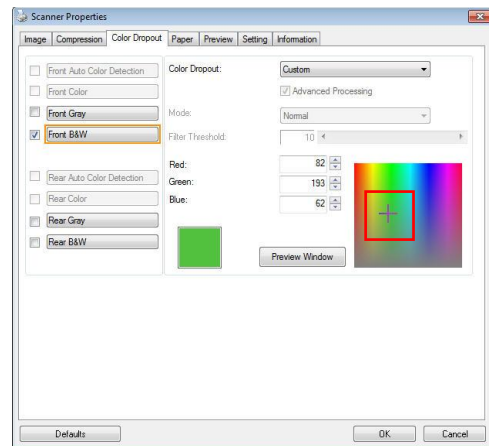 Scanner Properties
Image Compression Color Dropout Paper Preview Setting Information
Front Auto Color Detection
Front Color
Front Gray
Front B&W
Rear Auto Color Detection
Rear Color
Rear Gray
Rear B&W
Color Dropout: Custom
Advanced Processing
Mode: Normal
Filter Threshold: 10
Red: 82
Green: 193
Blue: 62
Preview Window
Defaults OK Cancel